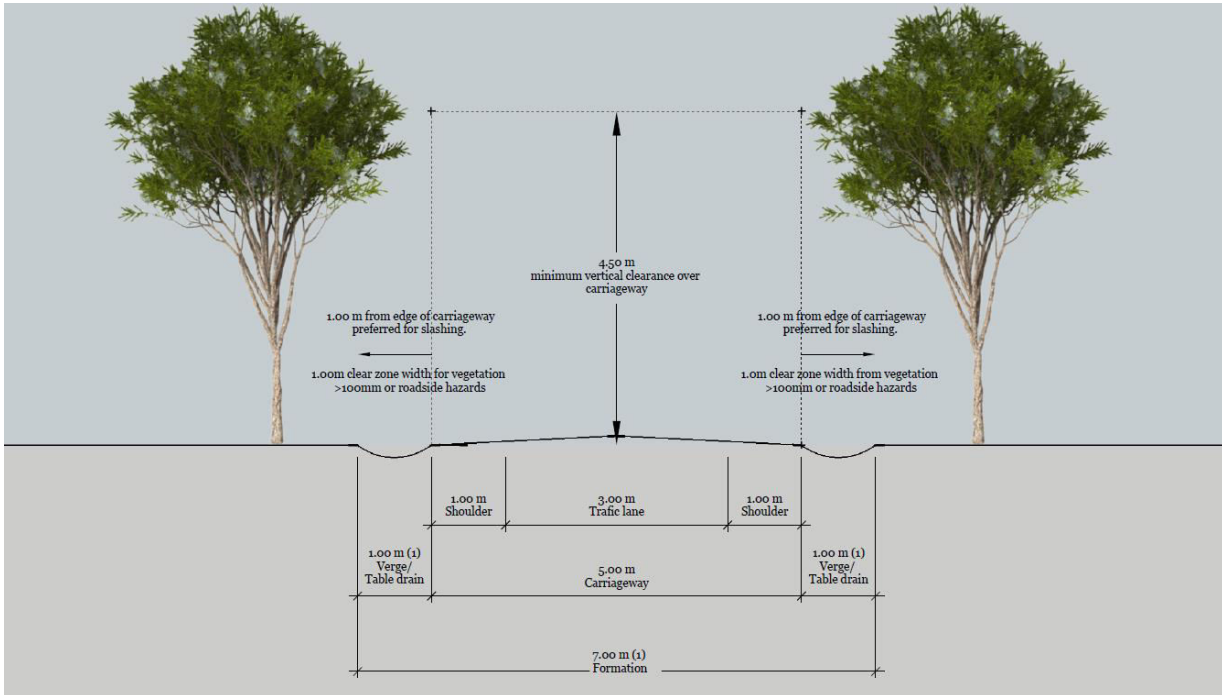 4.50 m
minimum vertical clearance over
carriageway
1.00 m from edge of carriageway
preferred for slashing.
1.00m clear zone width for vegetation
>100mm or roadside hazards
1.00 m from edge of carriageway
preferred for slashing.
1.0m clear zone width from vegetation
>100mm or roadside hazards
1.00 m
Shoulder
3.00 m
Trafic lane
1.00 m
Shoulder
1.00 m (1)
Verge/
Table drain
5.00 m
Carriageway
1.00 m (1)
Verge/
Table drain
7.00 m (1)
Formation